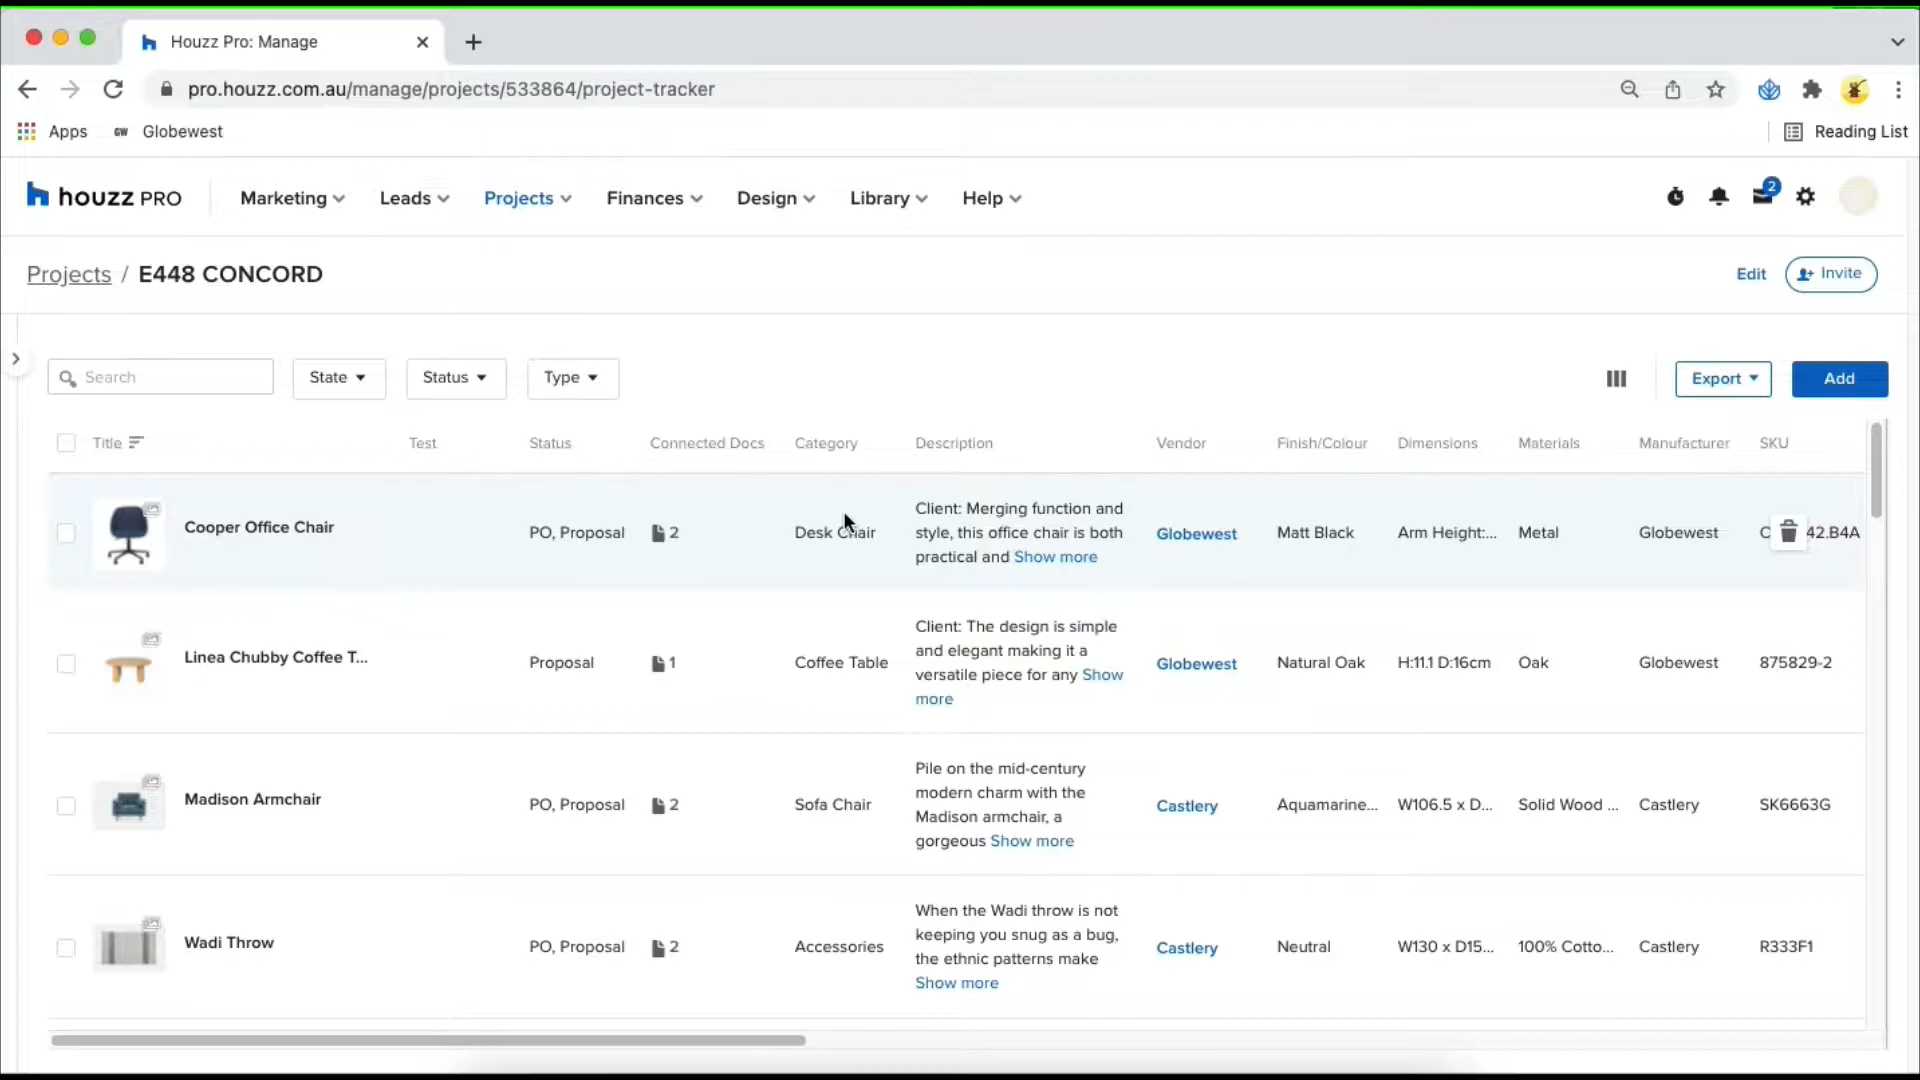 Houzz Pro: Manage
pro.houzz.com.au/manage/projects/533864/project-tracker
Apps GW Globewest Reading List
houzz PRO Marketing Leads Projects Finances Design Library Help 2
Projects / E448 CONCORD Edit Invite
Search State Status Type Export Add
Title Test Status Connected Docs Category Description Vendor Finish/Colour Dimensions Materials Manufacturer SKU
Client: Merging function and
Cooper Office Chair PO, Proposal 2 Desk Chair style, this office chair is both Globewest Matt Black Arm Height:... Metal Globewest 42.B4A
practical and Show more
Client: The design is simple
and elegant making it a
Linea Chubby Coffee T... Proposal 1 Coffee Table versatile piece for any Show Globewest Natural Oak H:11.1 D:16cm Oak Globewest 875829-2
more
Pile on the mid-century
modern charm with the
Madison Armchair PO, Proposal 2 Sofa Chair Madison armchair, a Castlery Aquamarine... W106.5 x D... Solid Wood ... Castlery SK6663G
gorgeous Show more
When the Wadi throw is not
keeping you snug as a bug,
Wadi Throw PO, Proposal 2 Accessories the ethnic patterns make Castlery Neutral W130 x D15... 100% Cotto... Castlery R333F1
Show more